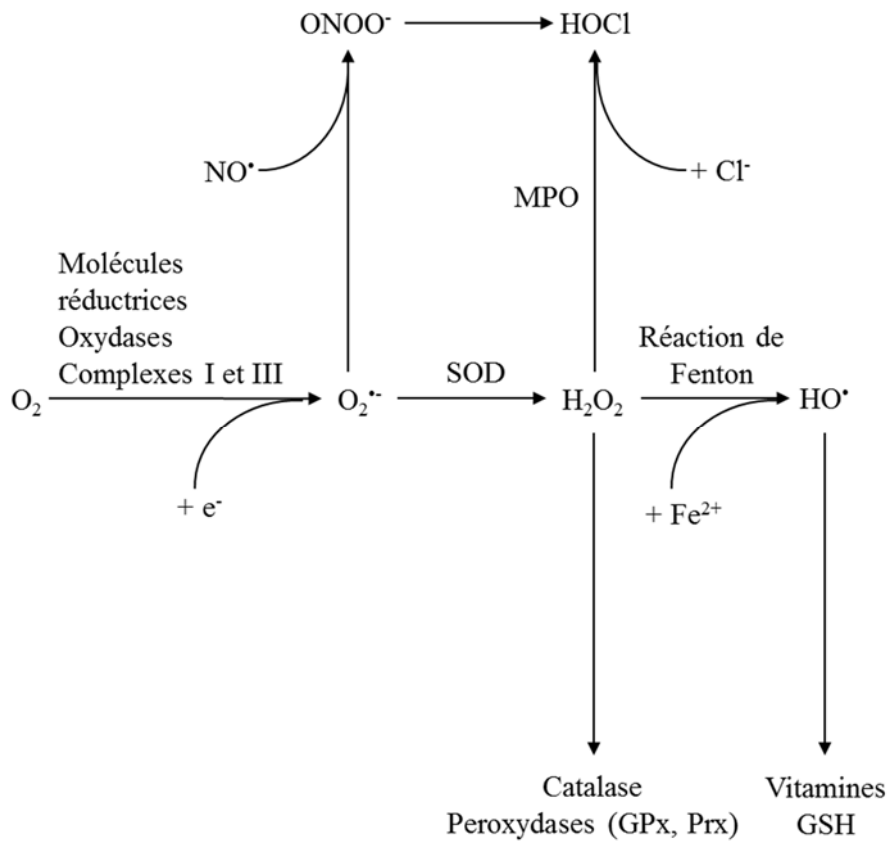 ONOO⁻ HOCl
NO• + Cl⁻
MPO
Molécules
réductrices
Oxydases
Complexes I et III
SOD
Réaction de
Fenton
O₂ O₂•⁻ H₂O₂ HO•
+ e⁻ + Fe²⁺
Catalase
Peroxydases (GPx, Prx)
Vitamines
GSH